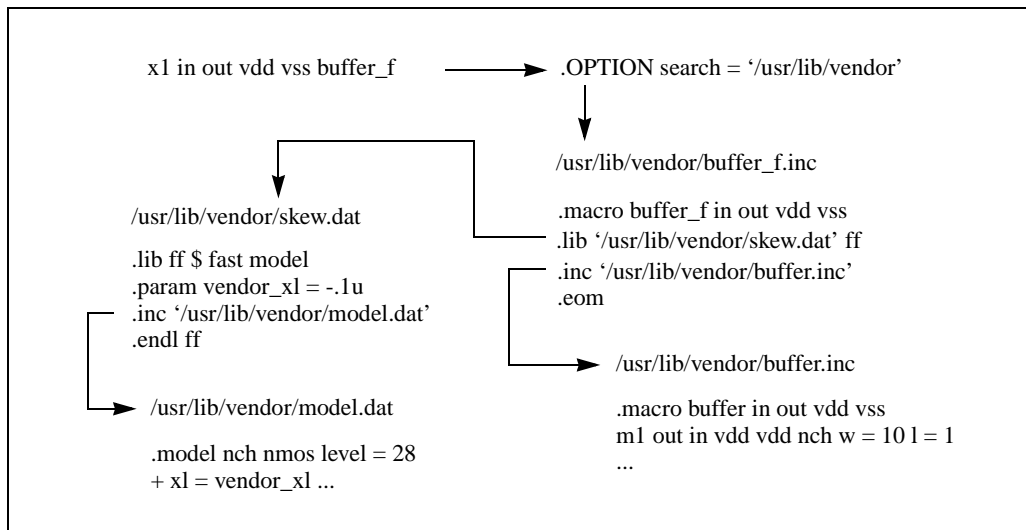 x1 in out vdd vss buffer_f
.OPTION search = ‘/usr/lib/vendor’
/usr/lib/vendor/buffer_f.inc
.macro buffer_f in out vdd vss
.lib ‘/usr/lib/vendor/skew.dat’ ff
.inc ‘/usr/lib/vendor/buffer.inc’
.eom
/usr/lib/vendor/skew.dat
.lib ff $ fast model
.param vendor_xl = -.1u
.inc ‘/usr/lib/vendor/model.dat’
.endl ff
/usr/lib/vendor/model.dat
.model nch nmos level = 28
+ xl = vendor_xl ...
/usr/lib/vendor/buffer.inc
.macro buffer in out vdd vss
m1 out in vdd vdd nch w = 10 l = 1
...